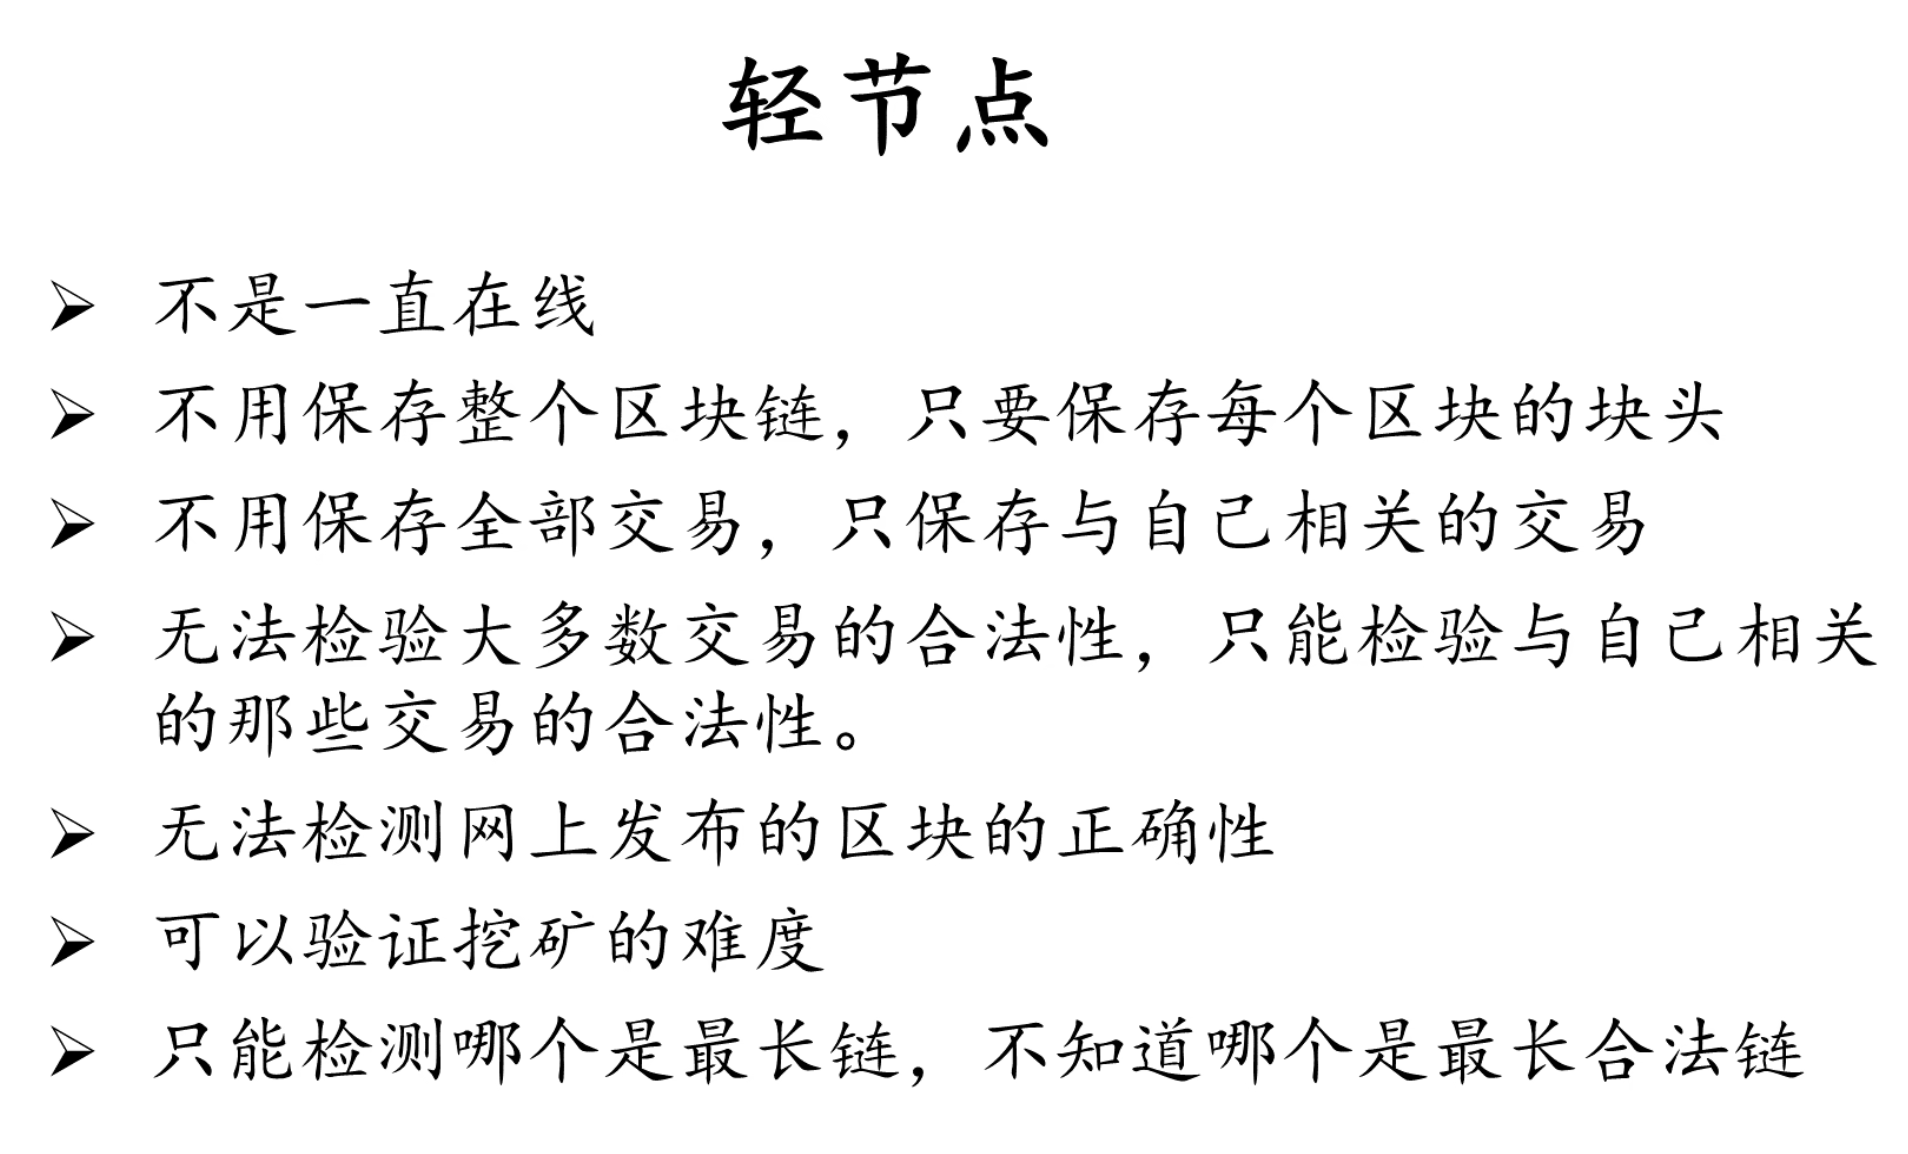 轻节点
➢ 不是一直在线
➢ 不用保存整个区块链，只要保存每个区块的块头
➢ 不用保存全部交易，只保存与自己相关的交易
➢ 无法检验大多数交易的合法性，只能检验与自己相关
的那些交易的合法性。
➢ 无法检测网上发布的区块的正确性
➢ 可以验证挖矿的难度
➢ 只能检测哪个是最长链，不知道哪个是最长合法链